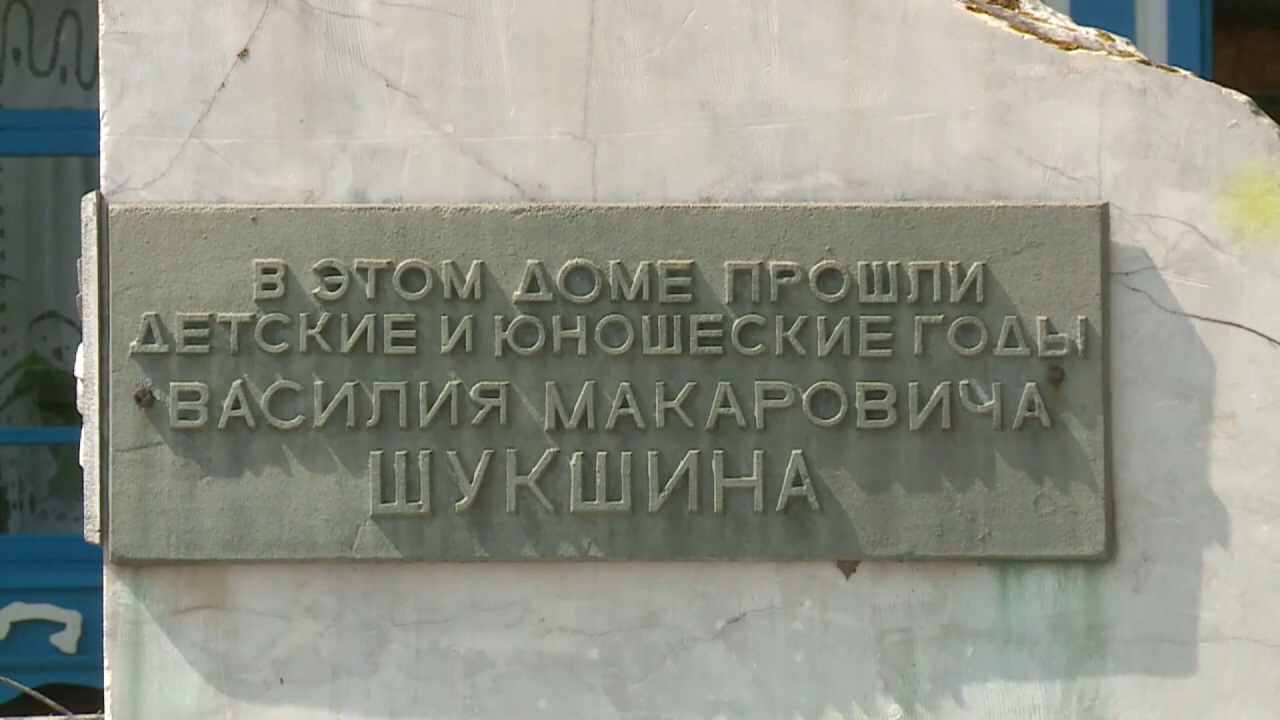 В ЭТОМ ДОМЕ ПРОШЛИ
ДЕТСКИЕ И ЮНОШЕСКИЕ ГОДЫ
ВАСИЛИЯ МАКАРОВИЧА
ШУКШИНА